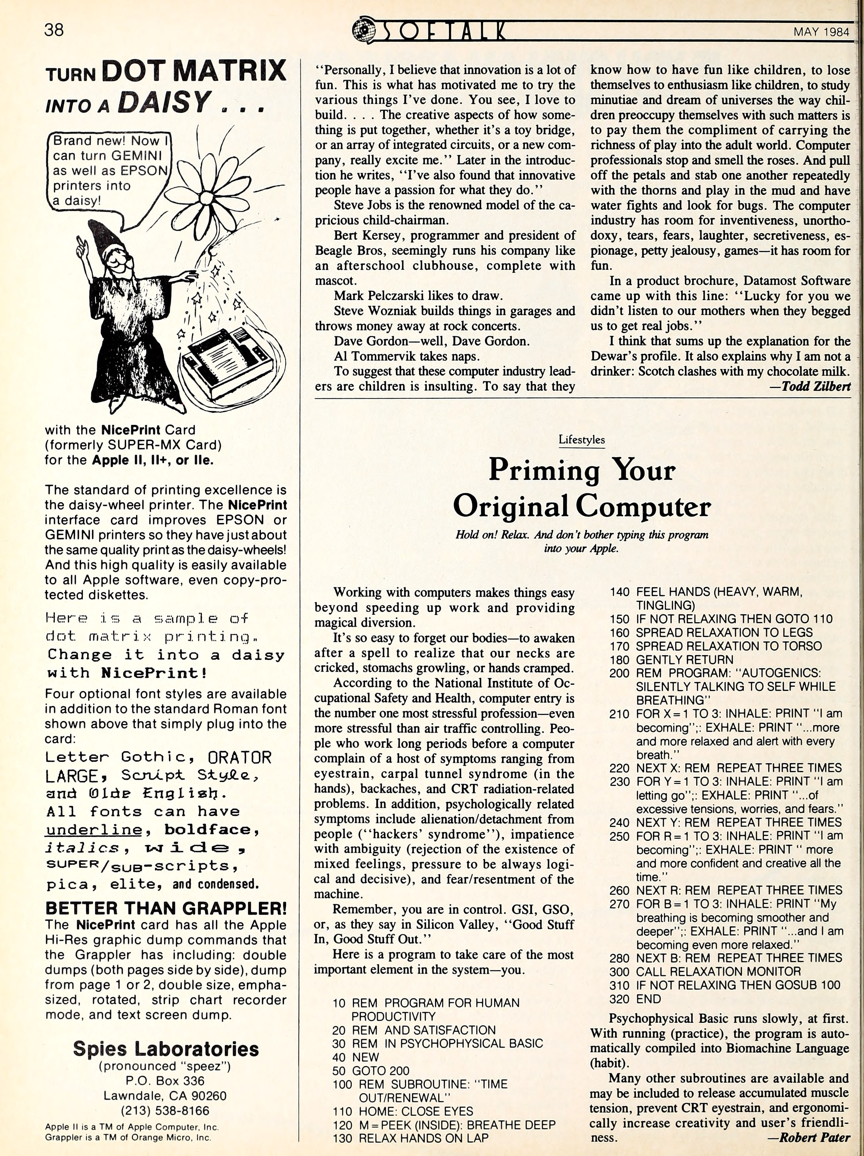 38
SOFTALK
MAY 1984
TURN DOT MATRIX
INTO A DAISY . . .
Brand new! Now I
can turn GEMINI
as well as EPSON
printers into
a daisy!
with the NicePrint Card
(formerly SUPER-MX Card)
for the Apple II, II+, or IIe.
The standard of printing excellence is
the daisy-wheel printer. The NicePrint
interface card improves EPSON or
GEMINI printers so they have just about
the same quality print as the daisy-wheels!
And this high quality is easily available
to all Apple software, even copy-pro-
tected diskettes.
Here is a sample of
dot matrix printing.
Change it into a daisy
with NicePrint!
Four optional font styles are available
in addition to the standard Roman font
shown above that simply plug into the
card:
Letter Gothic, ORATOR
LARGE, Script Style,
and Olde English.
All fonts can have
underline, boldface,
italics, wide,
SUPER/SUB-scripts,
pica, elite, and condensed.
BETTER THAN GRAPPLER!
The NicePrint card has all the Apple
Hi-Res graphic dump commands that
the Grappler has including: double
dumps (both pages side by side), dump
from page 1 or 2, double size, empha-
sized, rotated, strip chart recorder
mode, and text screen dump.
Spies Laboratories
(pronounced "speez")
P.O. Box 336
Lawndale, CA 90260
(213) 538-8166
Apple II is a TM of Apple Computer, Inc.
Grappler is a TM of Orange Micro, Inc.
"Personally, I believe that innovation is a lot of
fun. This is what has motivated me to try the
various things I've done. You see, I love to
build. . . . The creative aspects of how some-
thing is put together, whether it's a toy bridge,
or an array of integrated circuits, or a new com-
pany, really excite me." Later in the introduc-
tion he writes, "I've also found that innovative
people have a passion for what they do."
Steve Jobs is the renowned model of the ca-
pricious child-chairman.
Bert Kersey, programmer and president of
Beagle Bros, seemingly runs his company like
an afterschool clubhouse, complete with
mascot.
Mark Pelczarski likes to draw.
Steve Wozniak builds things in garages and
throws money away at rock concerts.
Dave Gordon—well, Dave Gordon.
Al Tommervik takes naps.
To suggest that these computer industry lead-
ers are children is insulting. To say that they
know how to have fun like children, to lose
themselves to enthusiasm like children, to study
minutiae and dream of universes the way chil-
dren preoccupy themselves with such matters is
to pay them the compliment of carrying the
richness of play into the adult world. Computer
professionals stop and smell the roses. And pull
off the petals and stab one another repeatedly
with the thorns and play in the mud and have
water fights and look for bugs. The computer
industry has room for inventiveness, unortho-
doxy, tears, fears, laughter, secretiveness, es-
pionage, petty jealousy, games—it has room for
fun.
In a product brochure, Datamost Software
came up with this line: "Lucky for you we
didn't listen to our mothers when they begged
us to get real jobs."
I think that sums up the explanation for the
Dewar's profile. It also explains why I am not a
drinker: Scotch clashes with my chocolate milk.
—Todd Zilbert
Lifestyles
Priming Your
Original Computer
Hold on! Relax. And don't bother typing this program
into your Apple.
Working with computers makes things easy
beyond speeding up work and providing
magical diversion.
It's so easy to forget our bodies—to awaken
after a spell to realize that our necks are
cricked, stomachs growling, or hands cramped.
According to the National Institute of Oc-
cupational Safety and Health, computer entry is
the number one most stressful profession—even
more stressful than air traffic controlling. Peo-
ple who work long periods before a computer
complain of a host of symptoms ranging from
eyestrain, carpal tunnel syndrome (in the
hands), backaches, and CRT radiation-related
problems. In addition, psychologically related
symptoms include alienation/detachment from
people ("hackers' syndrome"), impatience
with ambiguity (rejection of the existence of
mixed feelings, pressure to be always logi-
cal and decisive), and fear/resentment of the
machine.
Remember, you are in control. GSI, GSO,
or, as they say in Silicon Valley, "Good Stuff
In, Good Stuff Out."
Here is a program to take care of the most
important element in the system—you.
10 REM PROGRAM FOR HUMAN
PRODUCTIVITY
20 REM AND SATISFACTION
30 REM IN PSYCHOPHYSICAL BASIC
40 NEW
50 GOTO 200
100 REM SUBROUTINE: "TIME
OUT/RENEWAL"
110 HOME: CLOSE EYES
120 M=PEEK (INSIDE): BREATHE DEEP
130 RELAX HANDS ON LAP
140 FEEL HANDS (HEAVY, WARM,
TINGLING)
150 IF NOT RELAXING THEN GOTO 110
160 SPREAD RELAXATION TO LEGS
170 SPREAD RELAXATION TO TORSO
180 GENTLY RETURN
200 REM PROGRAM: "AUTOGENICS:
SILENTLY TALKING TO SELF WHILE
BREATHING"
210 FOR X=1 TO 3: INHALE: PRINT "I am
becoming";: EXHALE: PRINT "...more
and more relaxed and alert with every
breath."
220 NEXT X: REM REPEAT THREE TIMES
230 FOR Y=1 TO 3: INHALE: PRINT "I am
letting go";: EXHALE: PRINT "...of
excessive tensions, worries, and fears."
240 NEXT Y: REM REPEAT THREE TIMES
250 FOR R=1 TO 3: INHALE: PRINT "I am
becoming";: EXHALE: PRINT " more
and more confident and creative all the
time."
260 NEXT R: REM REPEAT THREE TIMES
270 FOR B=1 TO 3: INHALE: PRINT "My
breathing is becoming smoother and
deeper";: EXHALE: PRINT "...and I am
becoming even more relaxed."
280 NEXT B: REM REPEAT THREE TIMES
300 CALL RELAXATION MONITOR
310 IF NOT RELAXING THEN GOSUB 100
320 END
Psychophysical Basic runs slowly, at first.
With running (practice), the program is auto-
matically compiled into Biomachine Language
(habit).
Many other subroutines are available and
may be included to release accumulated muscle
tension, prevent CRT eyestrain, and ergonomi-
cally increase creativity and user's friendli-
ness. —Robert Pater